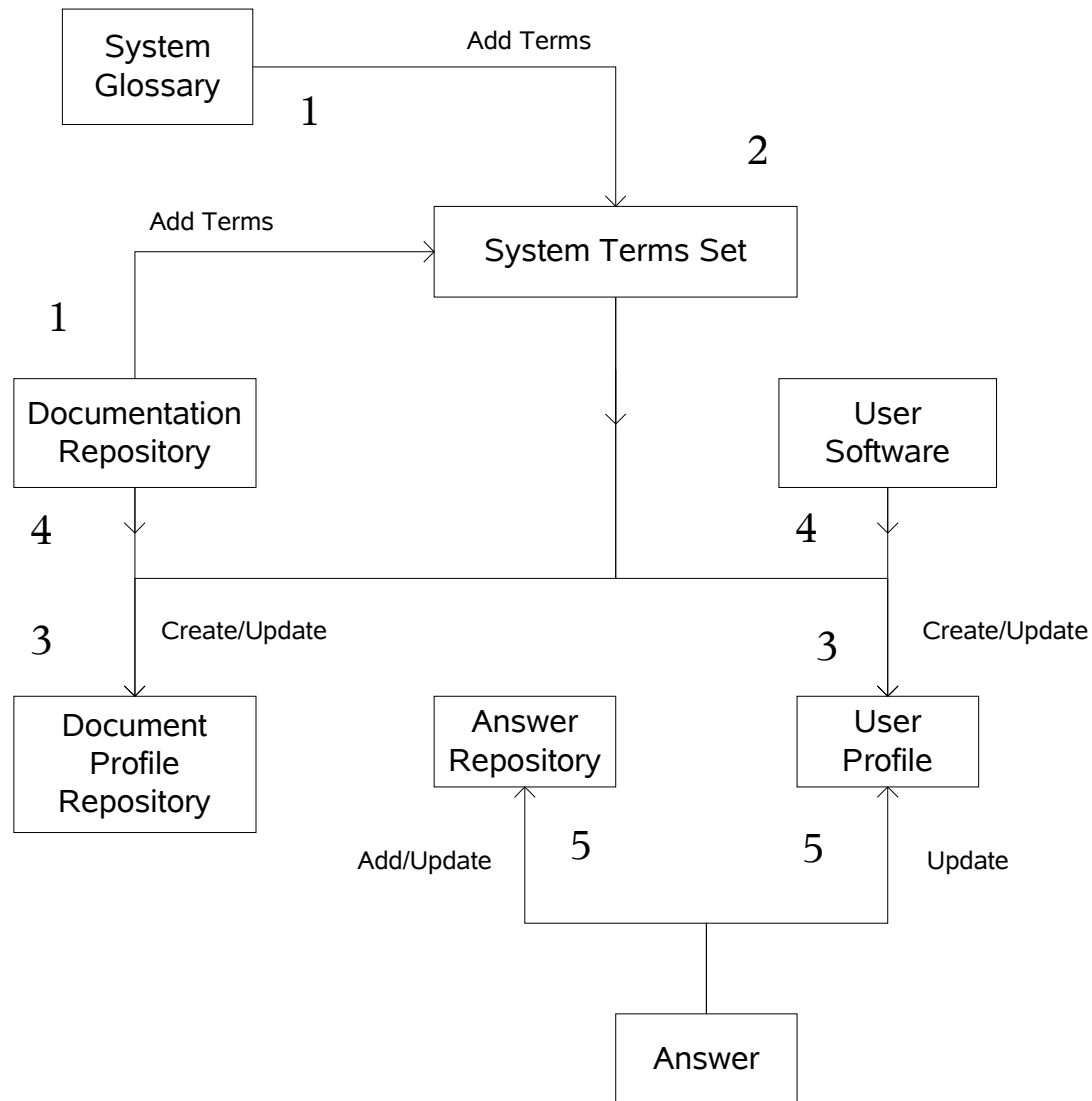 System
Glossary
Add Terms
1
2
Add Terms
System Terms Set
1
Documentation
Repository
User
Software
4
4
3
Create/Update
3
Create/Update
Document
Profile
Repository
Answer
Repository
User
Profile
Add/Update
5
5
Update
Answer